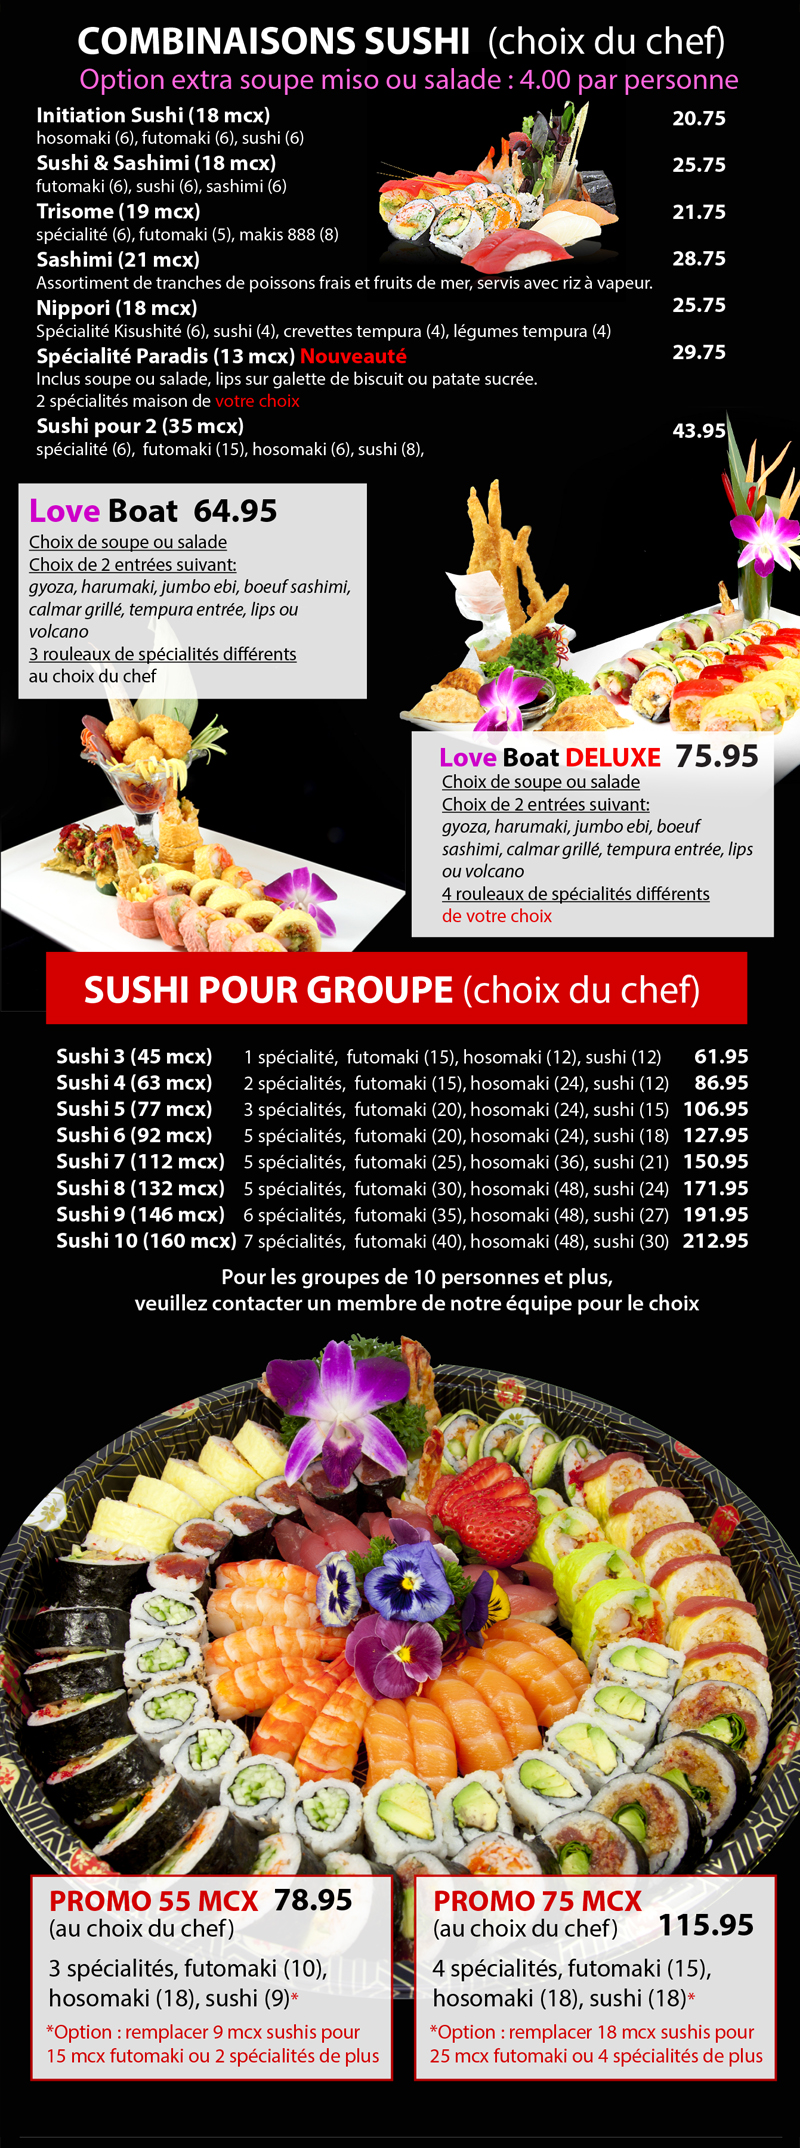 COMBINAISONS SUSHI (choix du chef)
Option extra soupe miso ou salade : 4.00 par personne
Initiation Sushi (18 mcx) 20.75
hosomaki (6), futomaki (6), sushi (6)
Sushi & Sashimi (18 mcx) 25.75
futomaki (6), sushi (6), sashimi (6)
Trisome (19 mcx) 21.75
spécialité (6), futomaki (5), makis 888 (8)
Sashimi (21 mcx) 28.75
Assortiment de tranches de poissons frais et fruits de mer, servis avec riz à vapeur.
Nippori (18 mcx) 25.75
Spécialité Kisushité (6), sushi (4), crevettes tempura (4), légumes tempura (4)
Spécialité Paradis (13 mcx) Nouveauté 29.75
Inclus soupe ou salade, lips sur galette de biscuit ou patate sucrée.
2 spécialités maison de votre choix
Sushi pour 2 (35 mcx) 43.95
spécialité (6), futomaki (15), hosomaki (6), sushi (8),
Love Boat 64.95
Choix de soupe ou salade
Choix de 2 entrées suivant:
gyoza, harumaki, jumbo ebi, boeuf sashimi,
calmar grillé, tempura entrée, lips ou
volcano
3 rouleaux de spécialités différents
au choix du chef
Love Boat DELUXE 75.95
Choix de soupe ou salade
Choix de 2 entrées suivant:
gyoza, harumaki, jumbo ebi, boeuf
sashimi, calmar grillé, tempura entrée, lips
ou volcano
4 rouleaux de spécialités différents
de votre choix
SUSHI POUR GROUPE (choix du chef)
Sushi 3 (45 mcx) 1 spécialité, futomaki (15), hosomaki (12), sushi (12) 61.95
Sushi 4 (63 mcx) 2 spécialités, futomaki (15), hosomaki (24), sushi (12) 86.95
Sushi 5 (77 mcx) 3 spécialités, futomaki (20), hosomaki (24), sushi (15) 106.95
Sushi 6 (92 mcx) 5 spécialités, futomaki (20), hosomaki (24), sushi (18) 127.95
Sushi 7 (112 mcx) 5 spécialités, futomaki (25), hosomaki (36), sushi (21) 150.95
Sushi 8 (132 mcx) 5 spécialités, futomaki (30), hosomaki (48), sushi (24) 171.95
Sushi 9 (146 mcx) 6 spécialités, futomaki (35), hosomaki (48), sushi (27) 191.95
Sushi 10 (160 mcx) 7 spécialités, futomaki (40), hosomaki (48), sushi (30) 212.95
Pour les groupes de 10 personnes et plus,
veuillez contacter un membre de notre équipe pour le choix
PROMO 55 MCX 78.95
(au choix du chef)
3 spécialités, futomaki (10),
hosomaki (18), sushi (9)*
*Option : remplacer 9 mcx sushis pour
15 mcx futomaki ou 2 spécialités de plus
PROMO 75 MCX
(au choix du chef) 115.95
4 spécialités, futomaki (15),
hosomaki (18), sushi (18)*
*Option : remplacer 18 mcx sushis pour
25 mcx futomaki ou 4 spécialités de plus